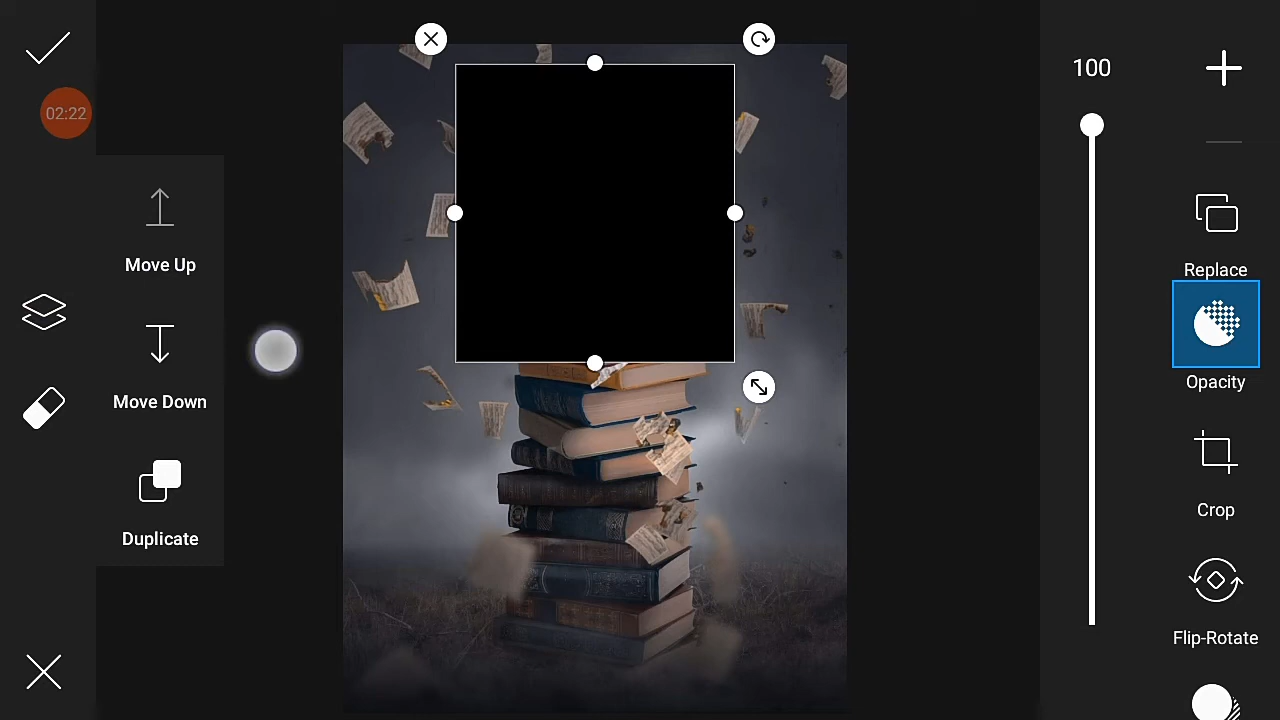 100
02:22
Move Up
Replace
Opacity
Move Down
Crop
Duplicate
Flip-Rotate